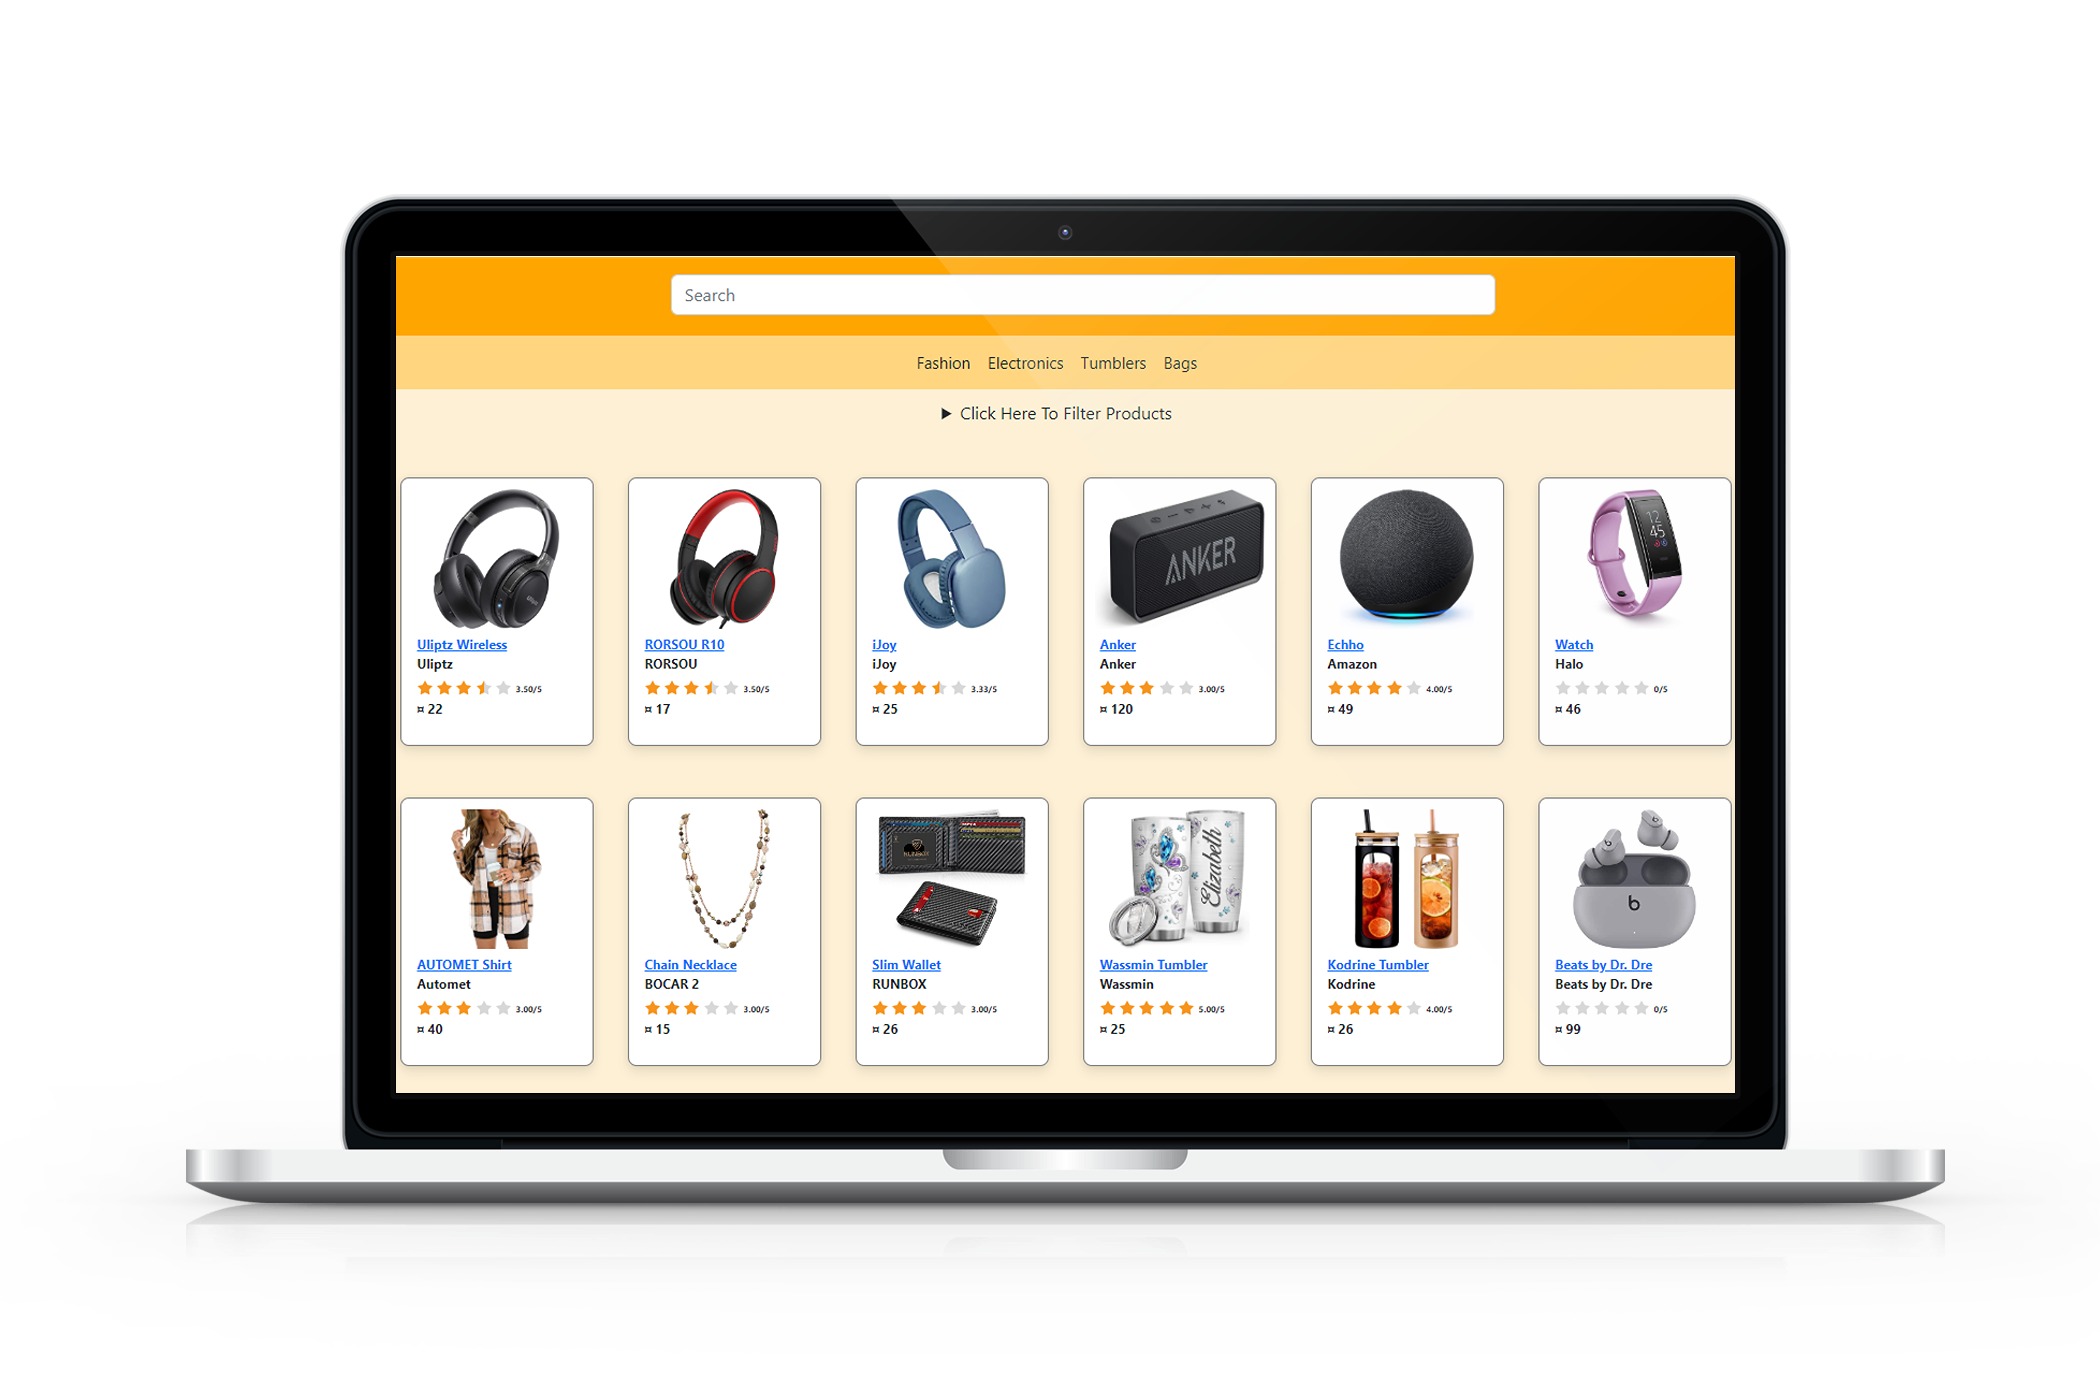 Search
Fashion Electronics Tumblers Bags
▶ Click Here To Filter Products
ANKER
12
45
Uliptz Wireless
Uliptz
3.50/5
¤ 22
RORSOU R10
RORSOU
3.50/5
¤ 17
iJoy
iJoy
3.33/5
¤ 25
Anker
Anker
3.00/5
¤ 120
Echho
Amazon
4.00/5
¤ 49
Watch
Halo
0/5
¤ 46
Elizabeth
b
AUTOMET Shirt
Automet
3.00/5
¤ 40
Chain Necklace
BOCAR 2
3.00/5
¤ 15
Slim Wallet
RUNBOX
3.00/5
¤ 26
Wassmin Tumbler
Wassmin
5.00/5
¤ 25
Kodrine Tumbler
Kodrine
4.00/5
¤ 26
Beats by Dr. Dre
Beats by Dr. Dre
0/5
¤ 99